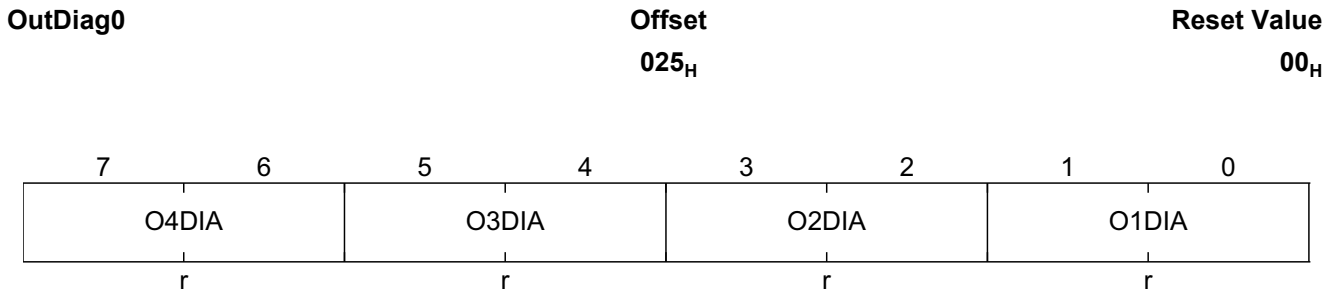 OutDiag0 Offset Reset Value
025H 00H
7 6 5 4 3 2 1 0
O4DIA O3DIA O2DIA O1DIA
r r r r